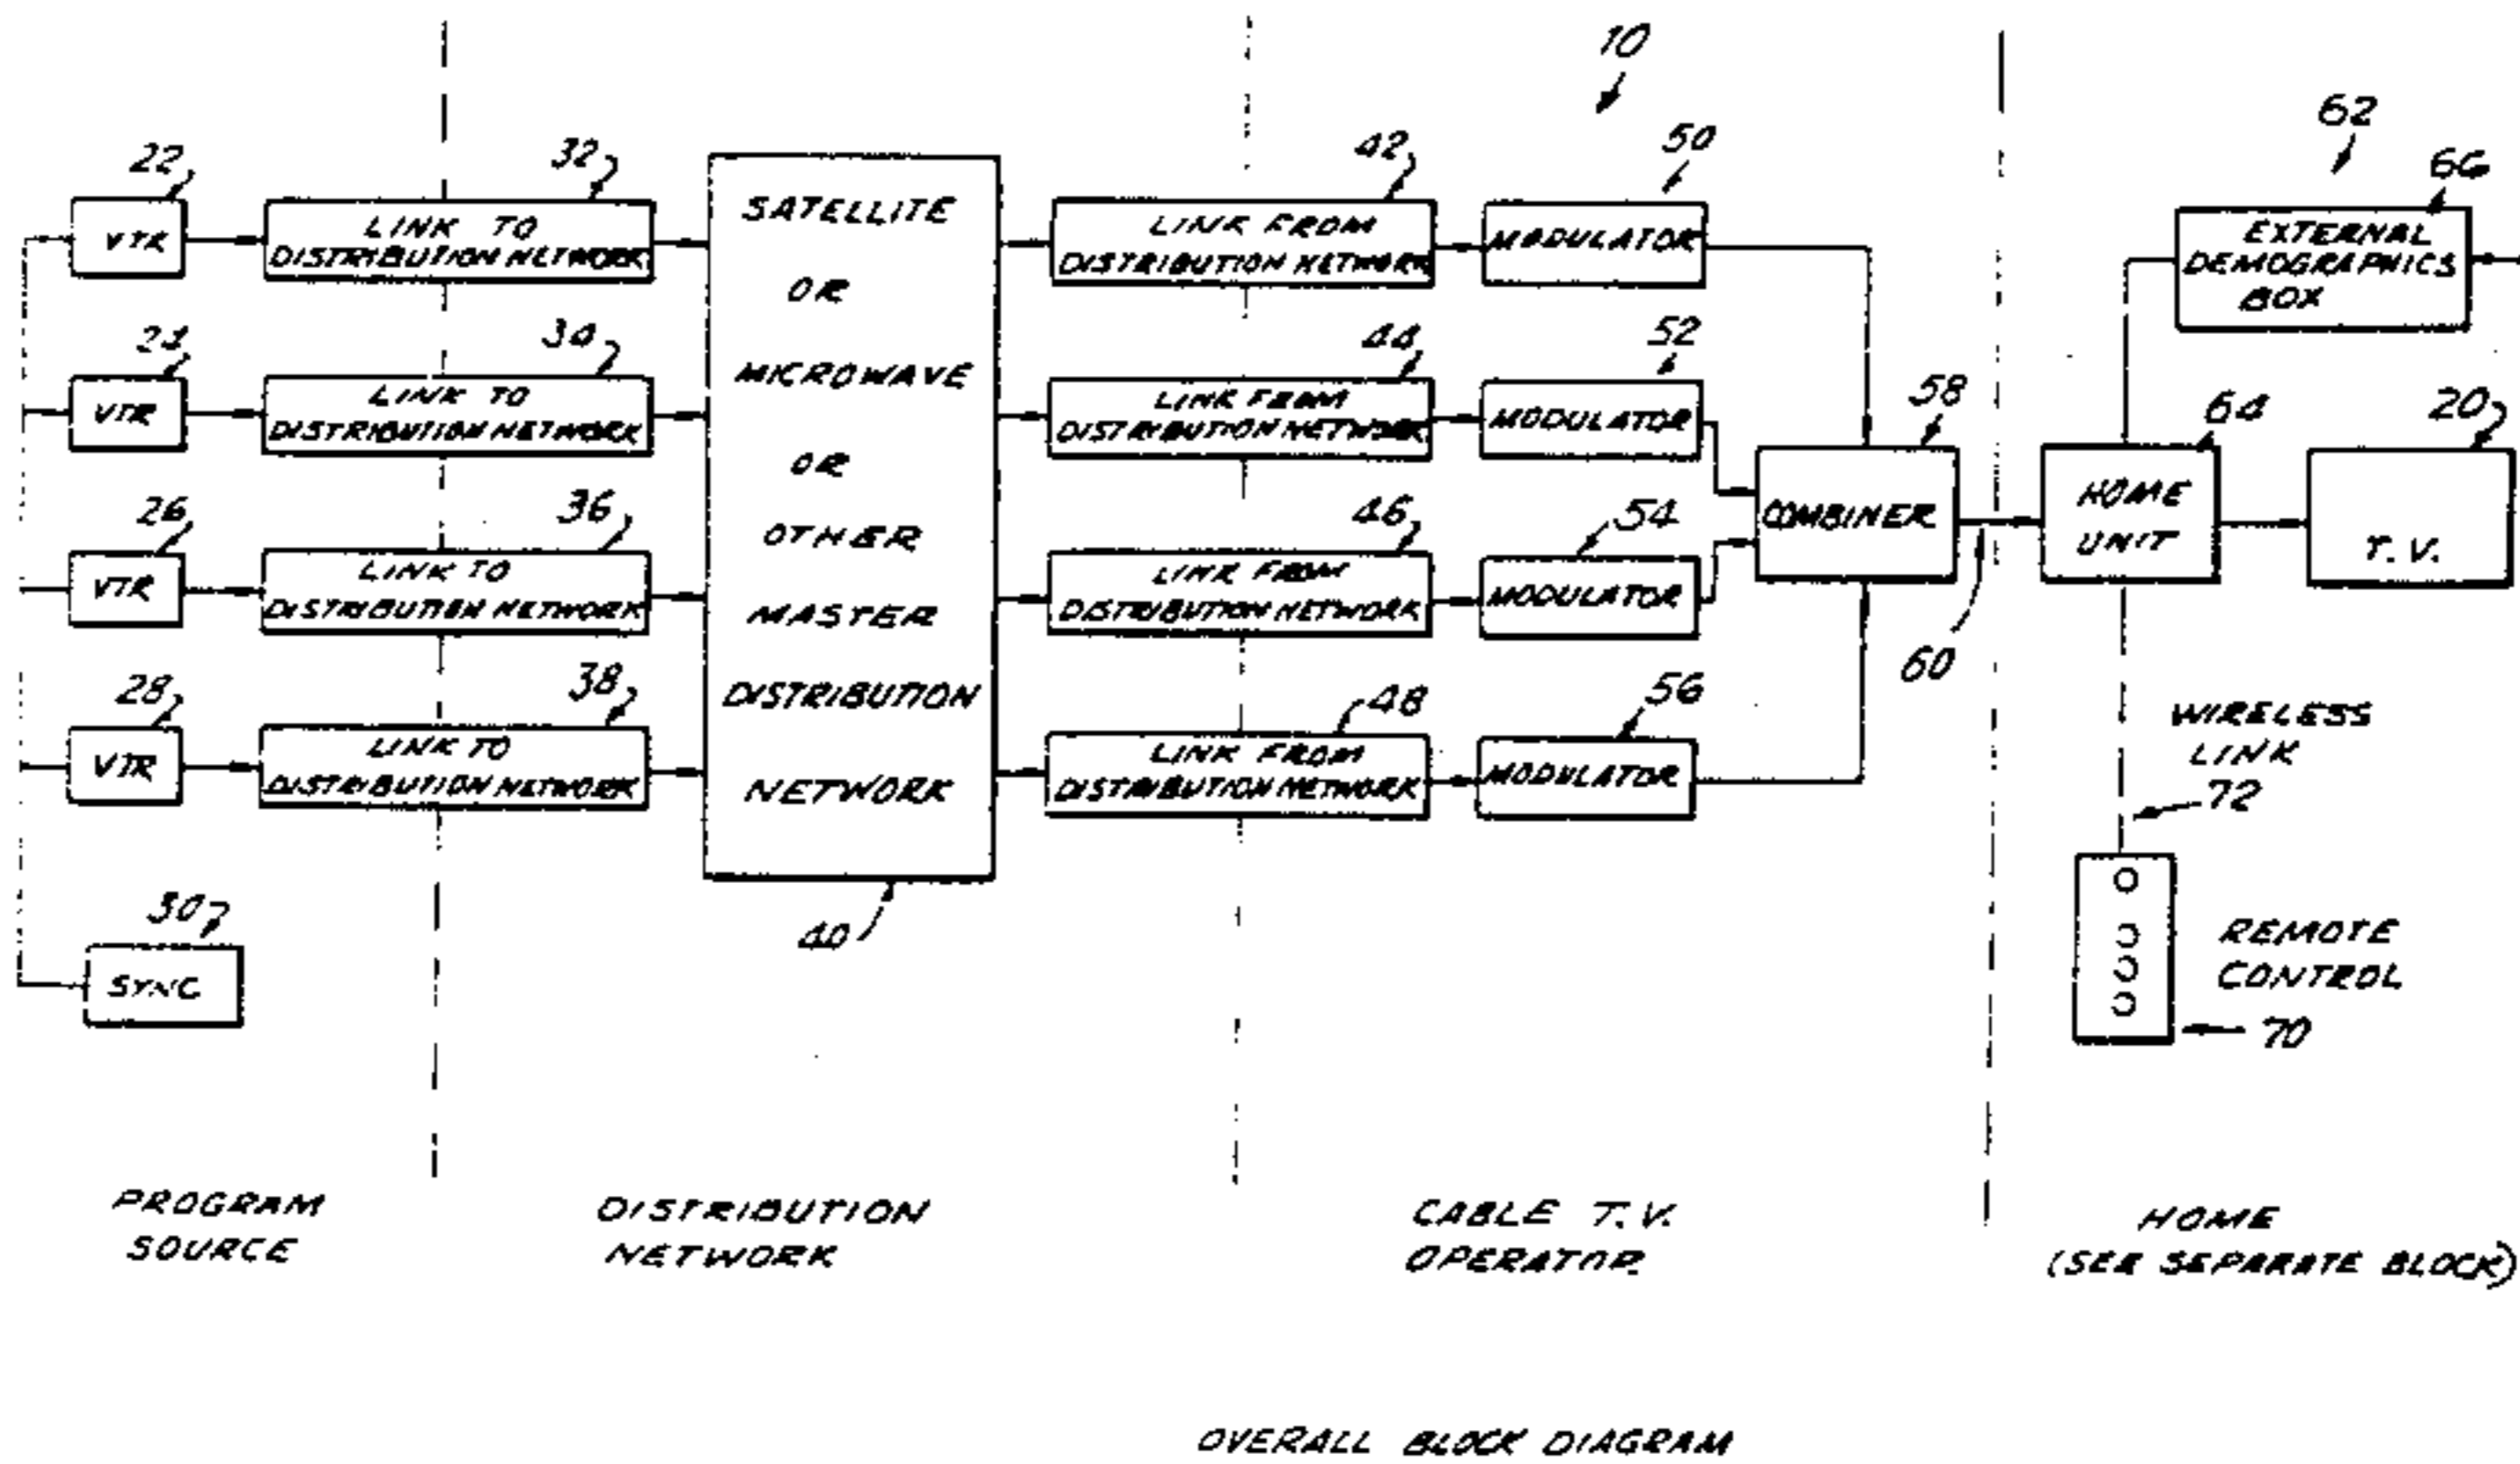 10
62
22
32
42
50
66
VTR
LINK TO
DISTRIBUTION NETWORK
SATELLITE
OR
MICROWAVE
OR
OTHER
MASTER
DISTRIBUTION
NETWORK
40
LINK FROM
DISTRIBUTION NETWORK
MODULATOR
EXTERNAL
DEMOGRAPHICS
BOX
24
34
44
52
58
64
20
VTR
LINK TO
DISTRIBUTION NETWORK
LINK FROM
DISTRIBUTION NETWORK
MODULATOR
COMBINER
HOME
UNIT
T.V.
26
36
46
54
60
VTR
LINK TO
DISTRIBUTION NETWORK
LINK FROM
DISTRIBUTION NETWORK
MODULATOR
28
38
48
56
VTR
LINK TO
DISTRIBUTION NETWORK
LINK FROM
DISTRIBUTION NETWORK
MODULATOR
WIRELESS
LINK
72
30
SYNC
REMOTE
CONTROL
70
PROGRAM
SOURCE
DISTRIBUTION
NETWORK
CABLE T.V.
OPERATOR.
HOME
(SEE SEPARATE BLOCK)
OVERALL BLOCK DIAGRAM